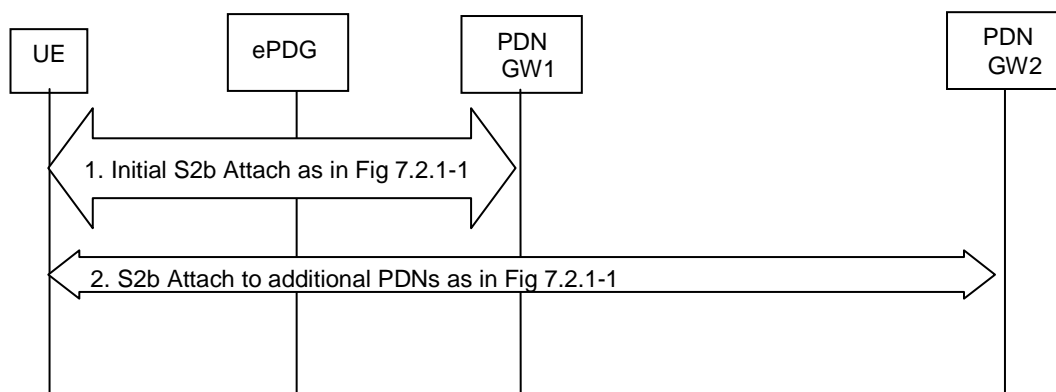 UE
ePDG
PDN
GW1
PDN
GW2
1. Initial S2b Attach as in Fig 7.2.1-1
2. S2b Attach to additional PDNs as in Fig 7.2.1-1